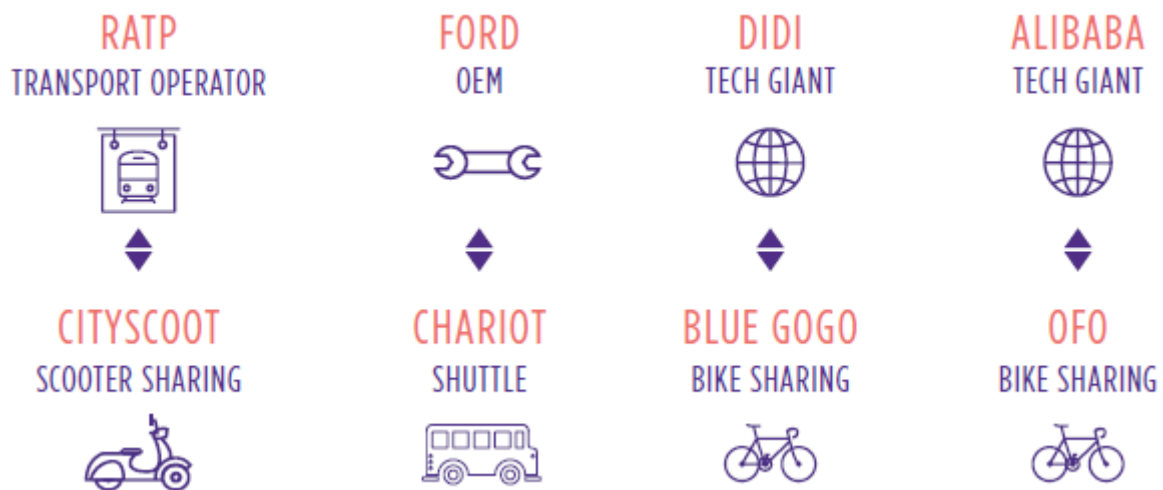 RATP
TRANSPORT OPERATOR
FORD
OEM
DIDI
TECH GIANT
ALIBABA
TECH GIANT
CITYSCOOT
SCOOTER SHARING
CHARIOT
SHUTTLE
BLUE GOGO
BIKE SHARING
OFO
BIKE SHARING